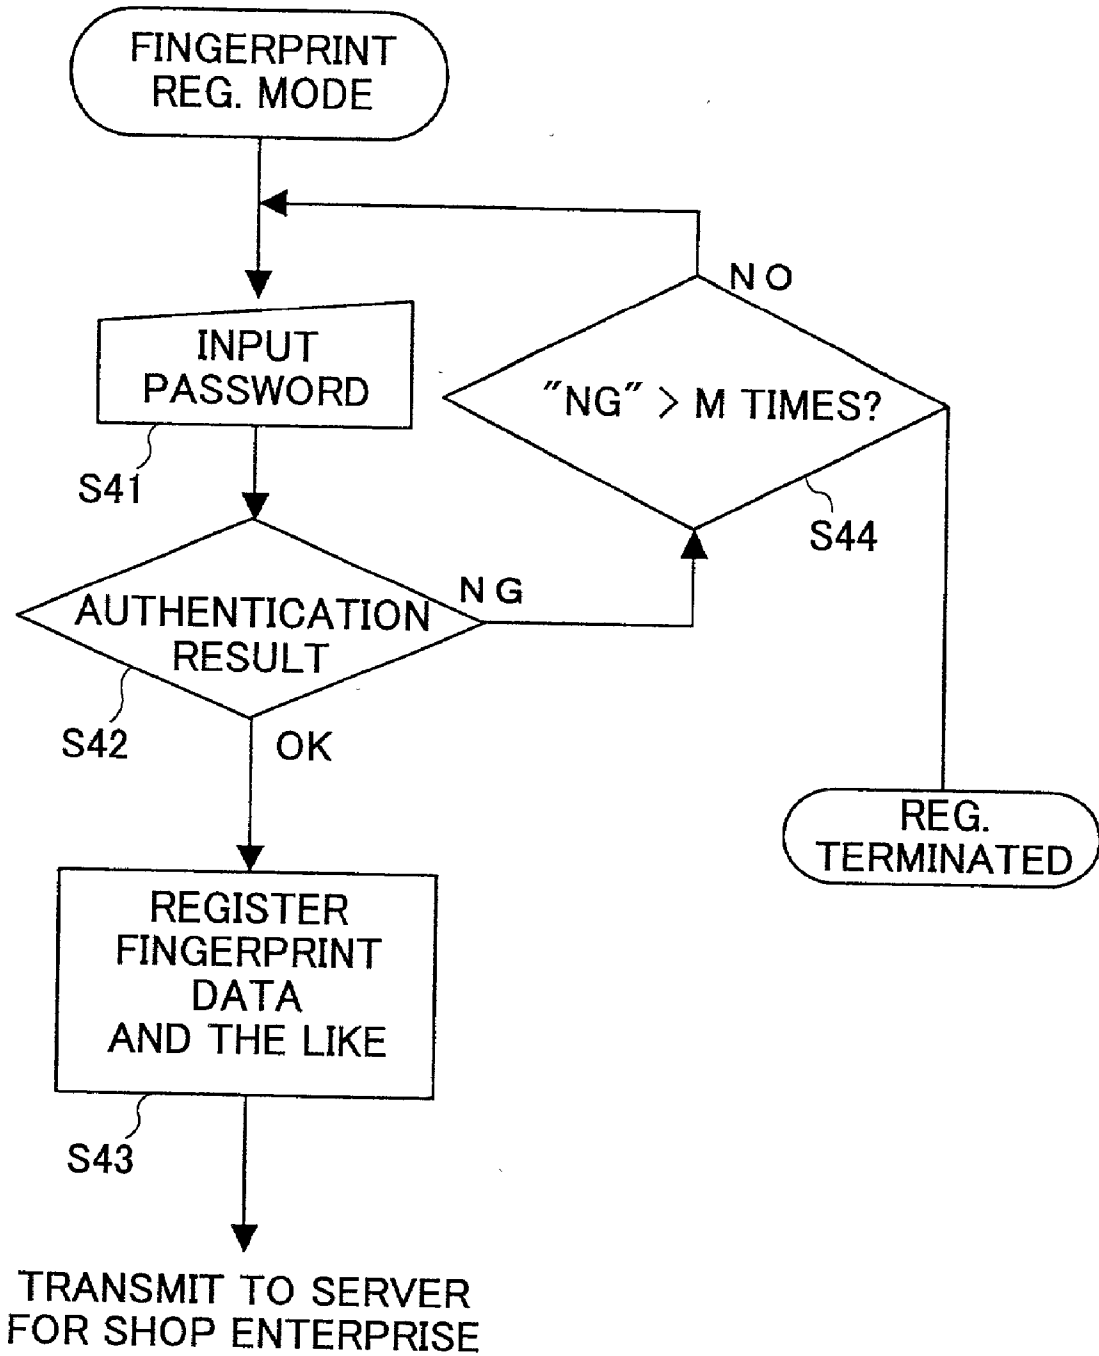 FINGERPRINT
REG. MODE
NO
INPUT
PASSWORD
"NG" > M TIMES?
S41
S44
NG
AUTHENTICATION
RESULT
S42
OK
REG.
TERMINATED
REGISTER
FINGERPRINT
DATA
AND THE LIKE
S43
TRANSMIT TO SERVER
FOR SHOP ENTERPRISE